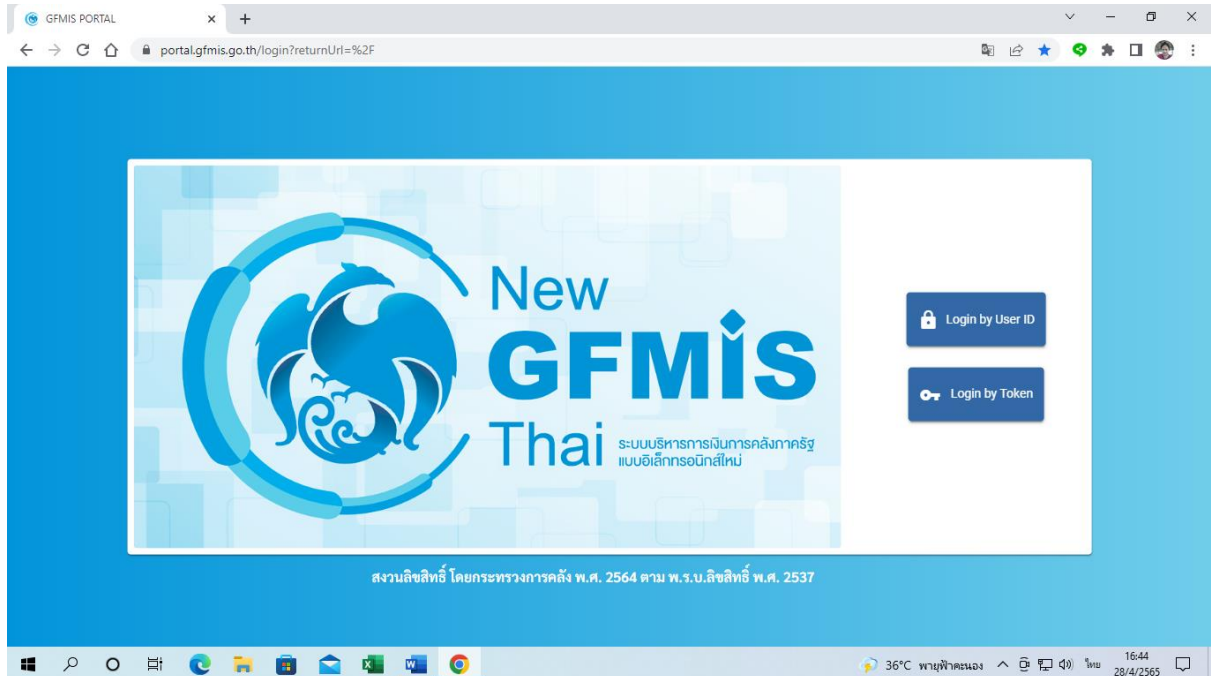 GFMIS PORTAL
portal.gfmis.go.th/login?returnUrl=%2F
New
GFMIS
Thai
ระบบบริหารการเงินการคลังภาครัฐ
แบบอิเล็กทรอนิกส์ใหม่
Login by User ID
Login by Token
สงวนลิขสิทธิ์ โดยกระทรวงการคลัง พ.ศ. 2564 ตาม พ.ร.บ.ลิขสิทธิ์ พ.ศ. 2537
36°C พายุฟ้าคะนอง
ไทย
16:44
28/4/2565